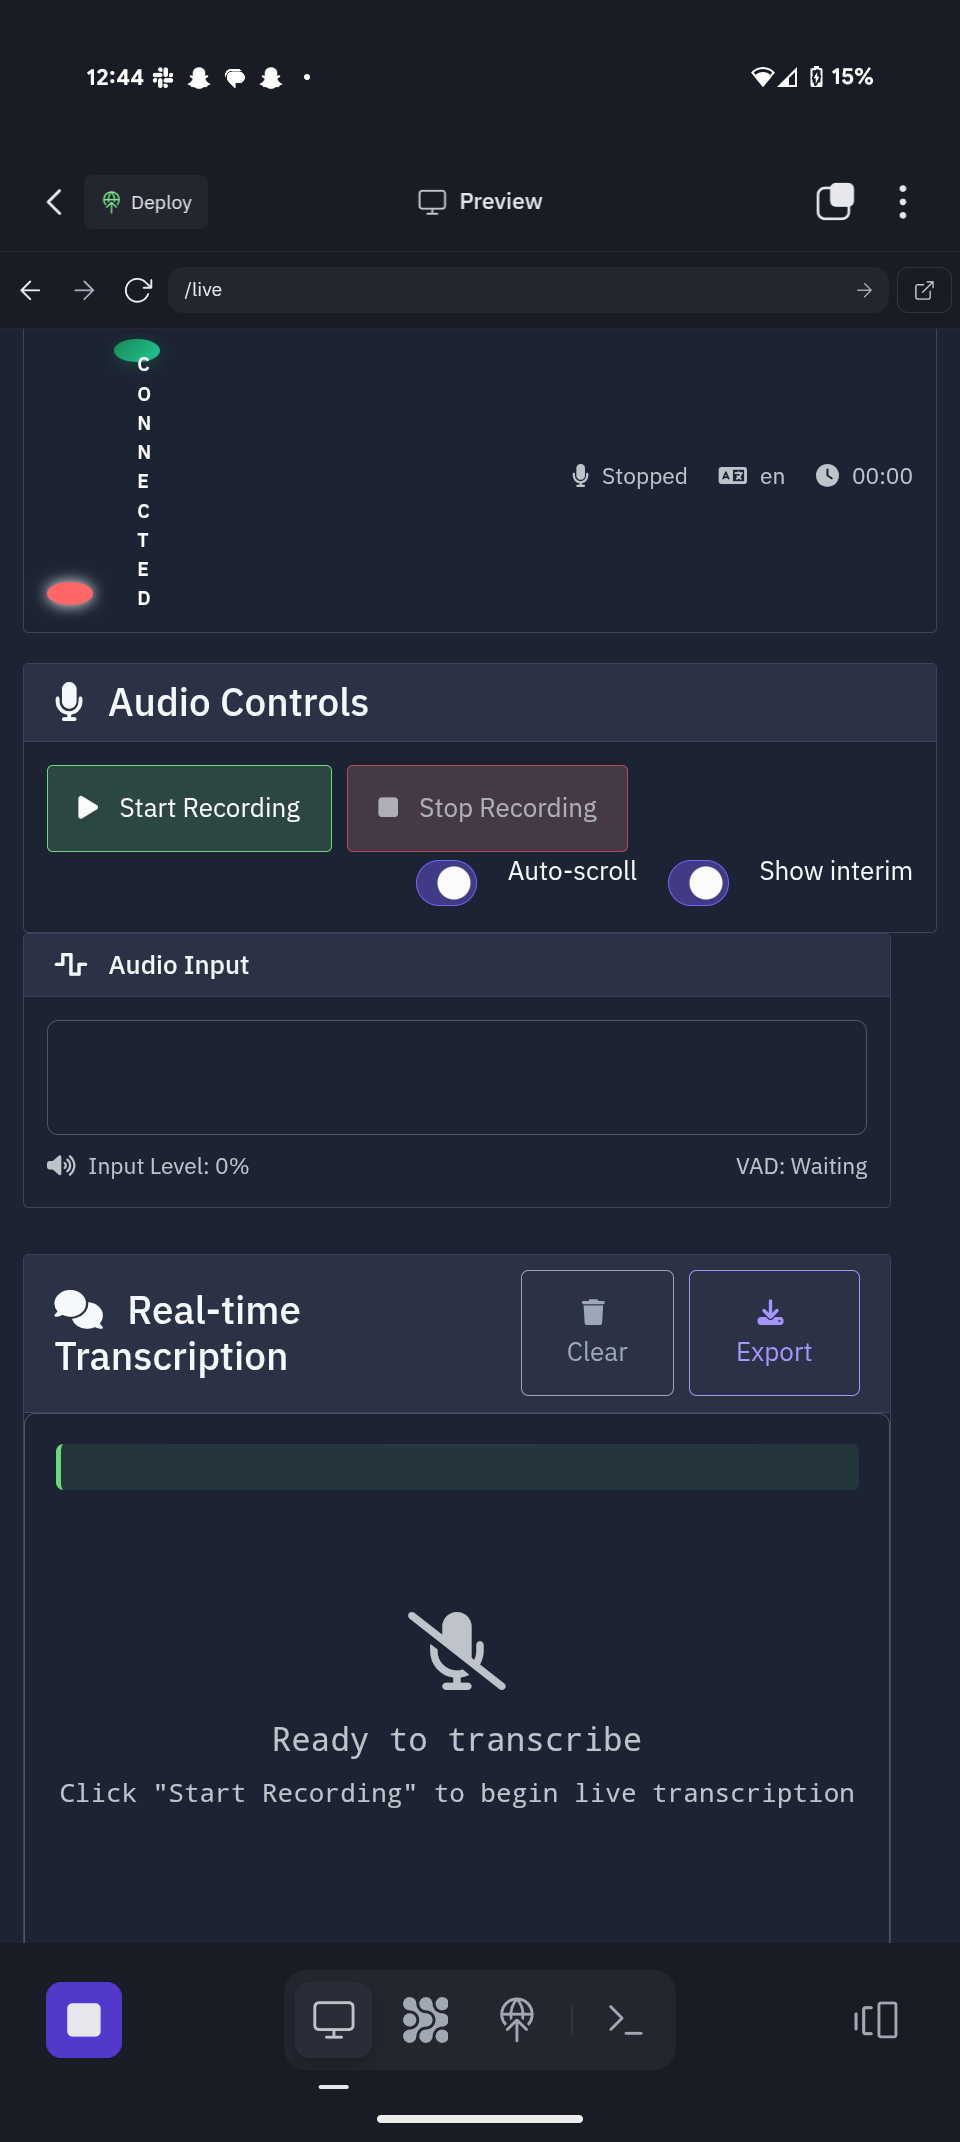 12:44
15%
Deploy
Preview
/live
C
O
N
N
E
C
T
E
D
Stopped en 00:00
Audio Controls
Start Recording
Stop Recording
Auto-scroll
Show interim
Audio Input
Input Level: 0%
VAD: Waiting
Real-time
Transcription
Clear
Export
Ready to transcribe
Click "Start Recording" to begin live transcription